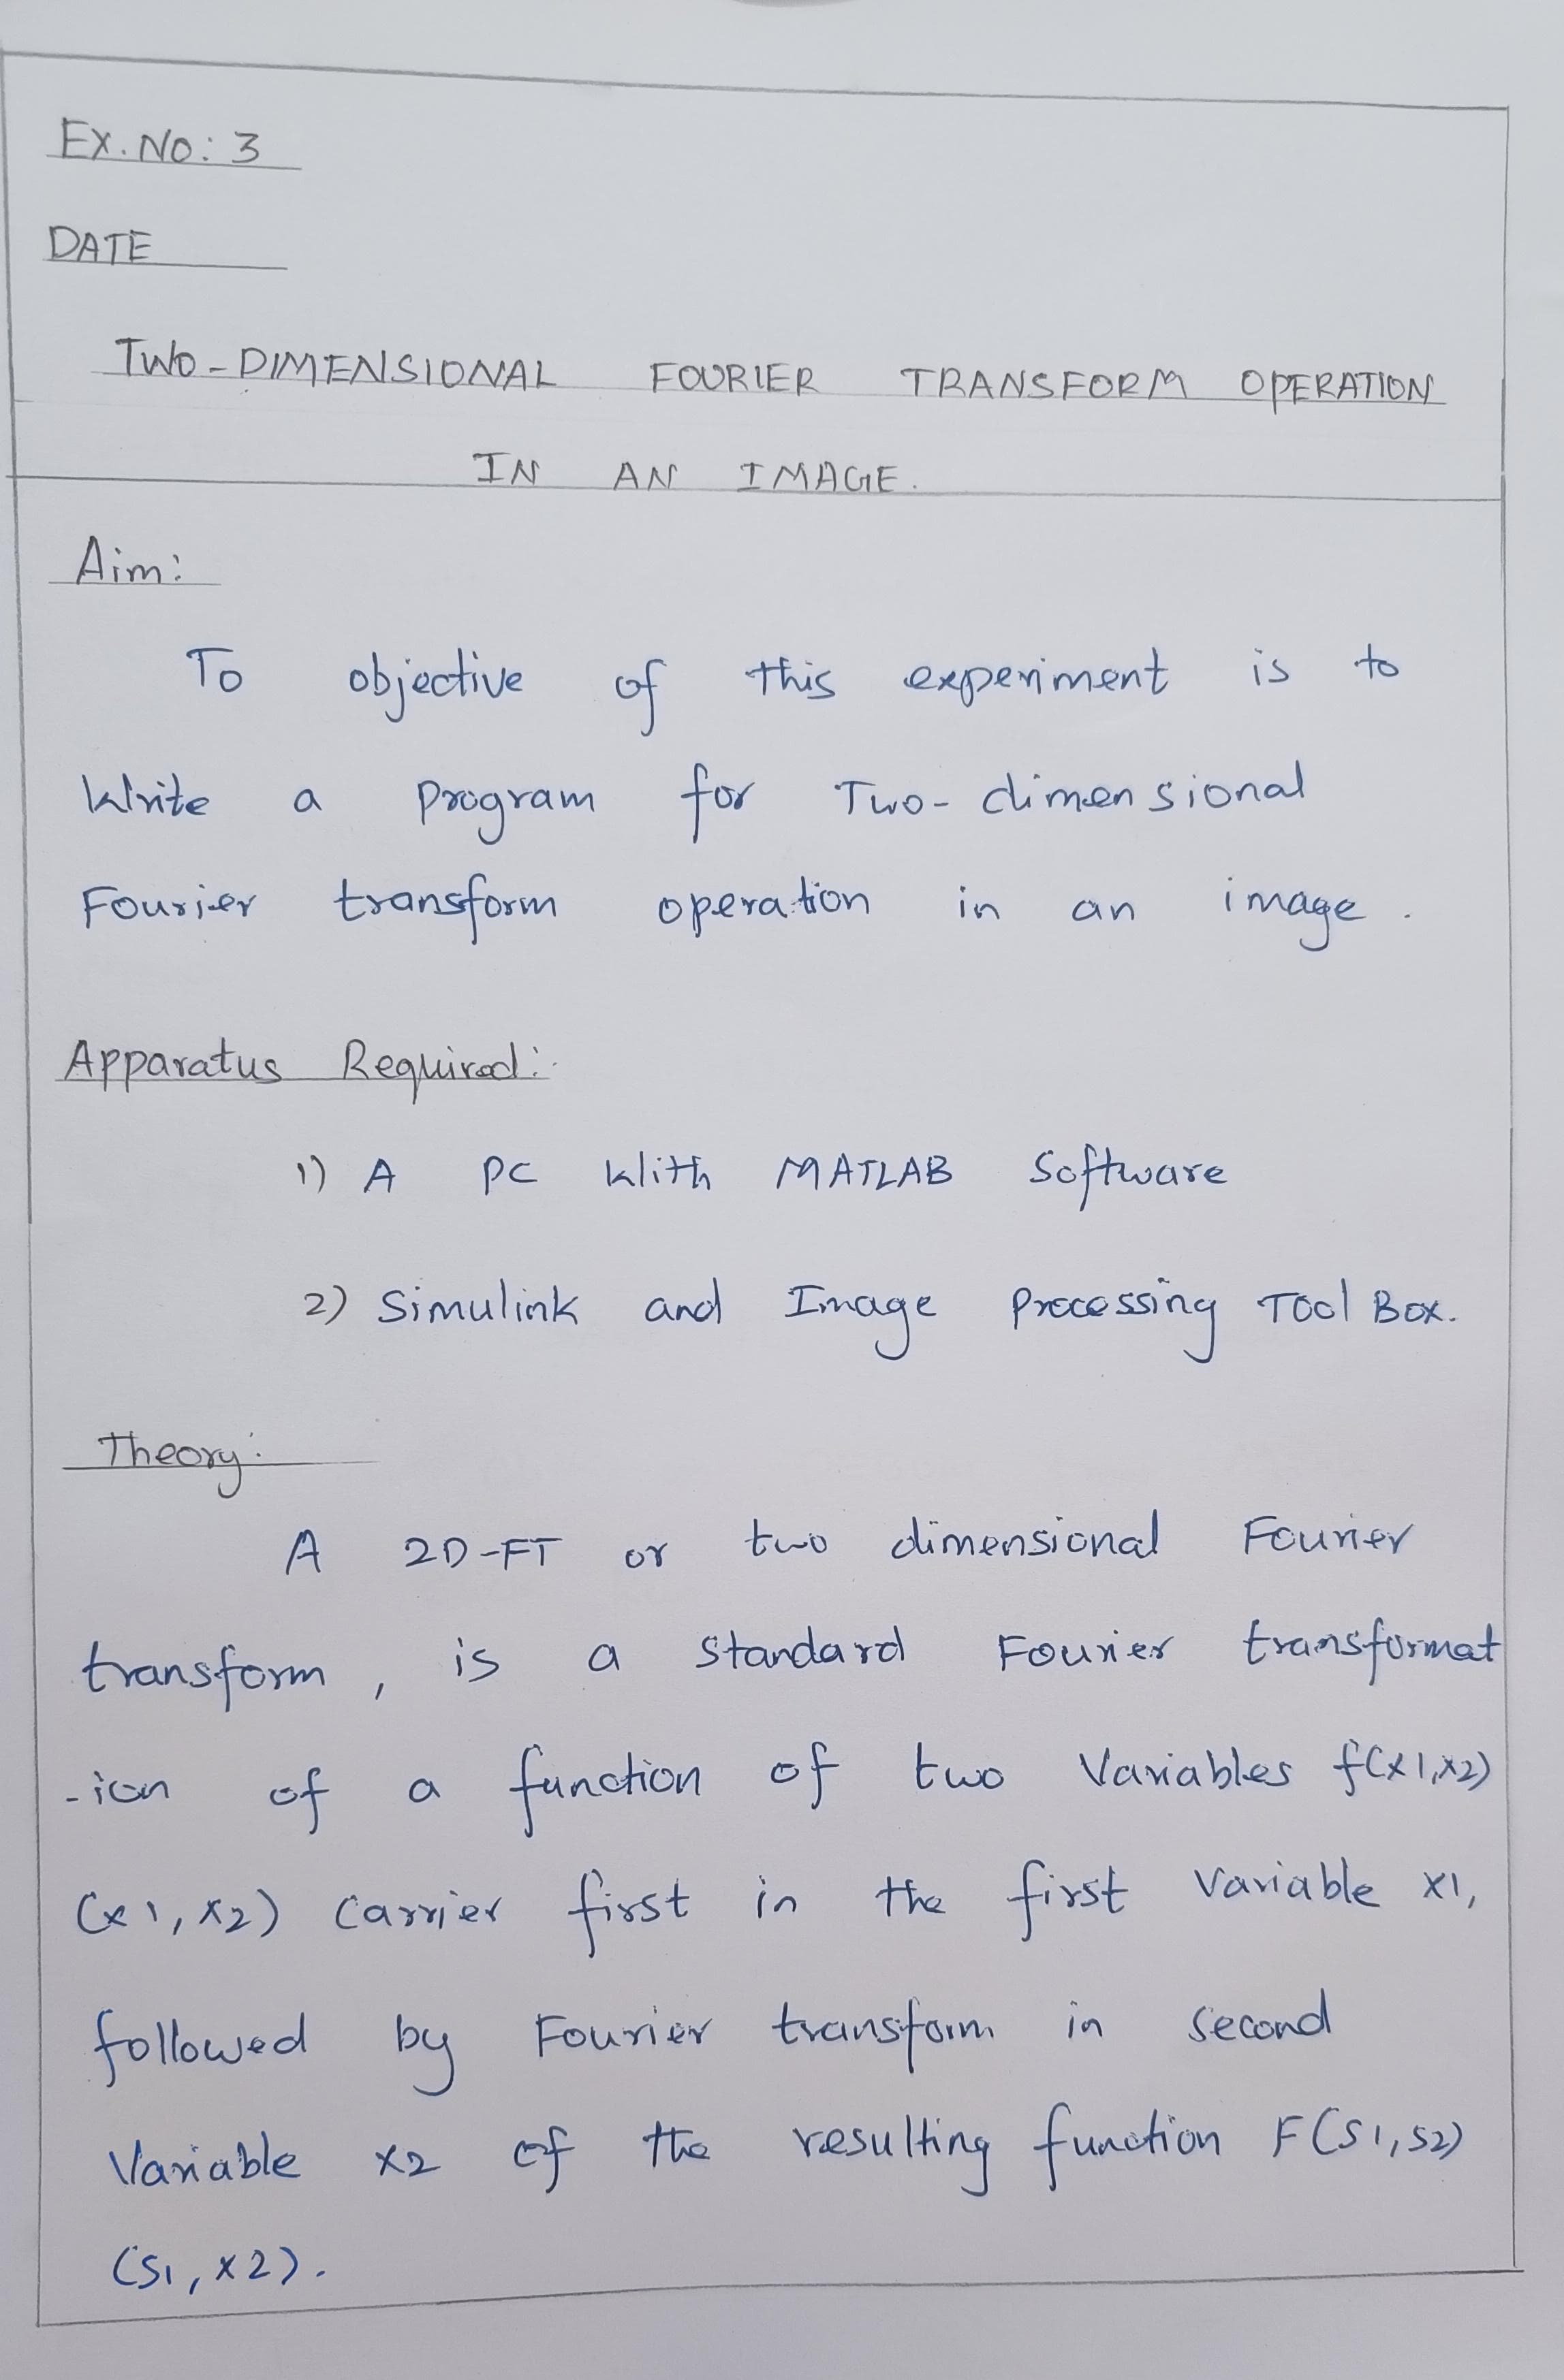 EX.NO: 3
DATE
TWO-DIMENSIONAL FOURIER TRANSFORM OPERATION
IN AN IMAGE.
Aim:
To objective of this experiment is to
Write a program for Two-dimensional
Fourier transform operation in an image.
Apparatus Required:
1) A PC With MATLAB Software
2) Simulink and Image Processing Tool Box.
Theory:
A 2D-FT or two dimensional Fourier
transform, is a standard Fourier transformat
-ion of a function of two Variables f(x1,x2)
(x1,x2) Carrier first in the first Variable x1,
followed by Fourier transform in second
Variable x2 of the resulting function F(S1,S2)
(S1,x2).